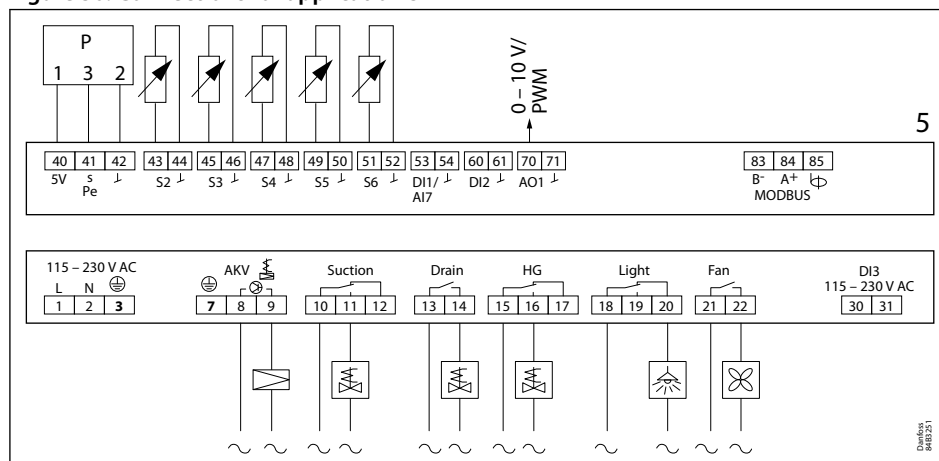 P
1 3 2
0 – 10 V/
PWM
5
40 41 42 43 44 45 46 47 48 49 50 51 52 53 54 60 61 70 71 83 84 85
5V s S2 S3 S4 S5 S6 DI1/ DI2 AO1 B- A+
Pe AI7 MODBUS
115 – 230 V AC AKV Suction Drain HG Light Fan DI3
L N 115 – 230 V AC
1 2 3 7 8 9 10 11 12 13 14 15 16 17 18 19 20 21 22 30 31
Danfoss
84B3251